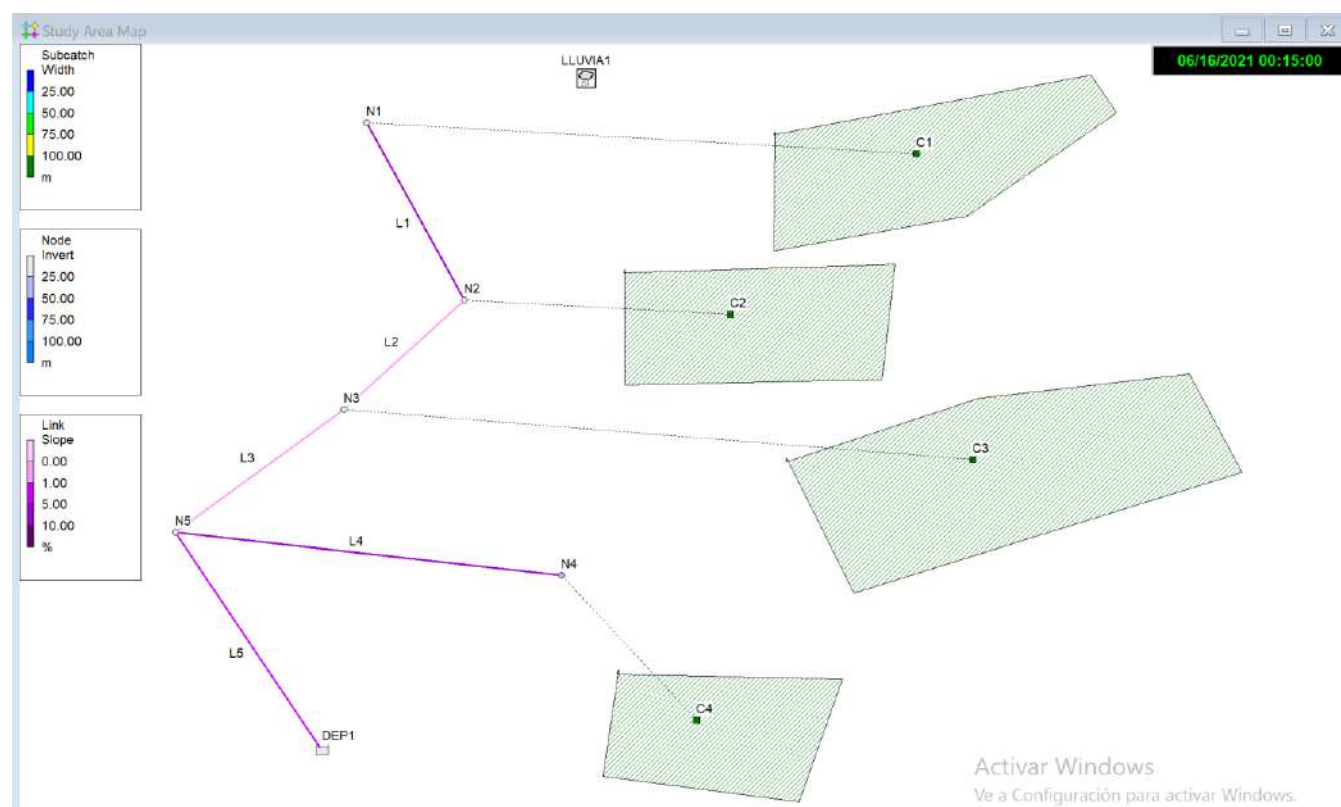 Study Area Map
Subcatch
Width
25.00
50.00
75.00
100.00
m
Node
Invert
25.00
50.00
75.00
100.00
m
Link
Slope
0.00
1.00
5.00
10.00
%
06/16/2021 00:15:00
LLUVIA1
N1
C1
L1
N2
C2
L2
N3
C3
L3
N5
L4
N4
L5
C4
DEP1
Activar Windows
Ve a Configuración para activar Windows.